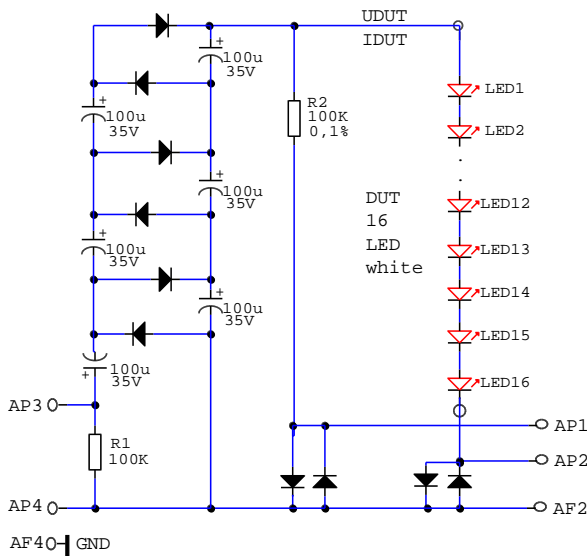 UDUT
IDUT
100u
35V
+
LED1
+
100u
35V
R2
100K
0,1%
LED2
+
100u
35V
DUT
16
LED
white
LED12
+
100u
35V
LED13
+
100u
35V
LED14
LED15
100u
35V
+
LED16
AP3
AP1
R1
100K
AP2
AP4
AF2
AF4
GND